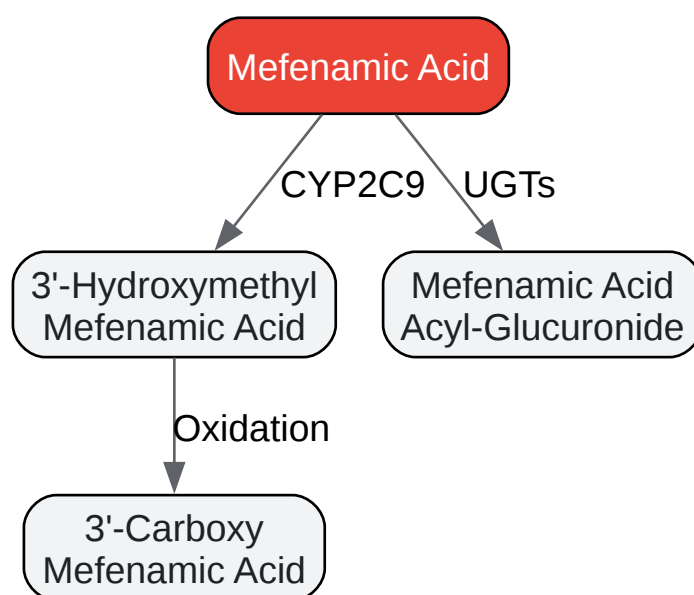 Mefenamic Acid
CYP2C9
UGTs
3'-Hydroxymethyl
Mefenamic Acid
Mefenamic Acid
Acyl-Glucuronide
Oxidation
3'-Carboxy
Mefenamic Acid